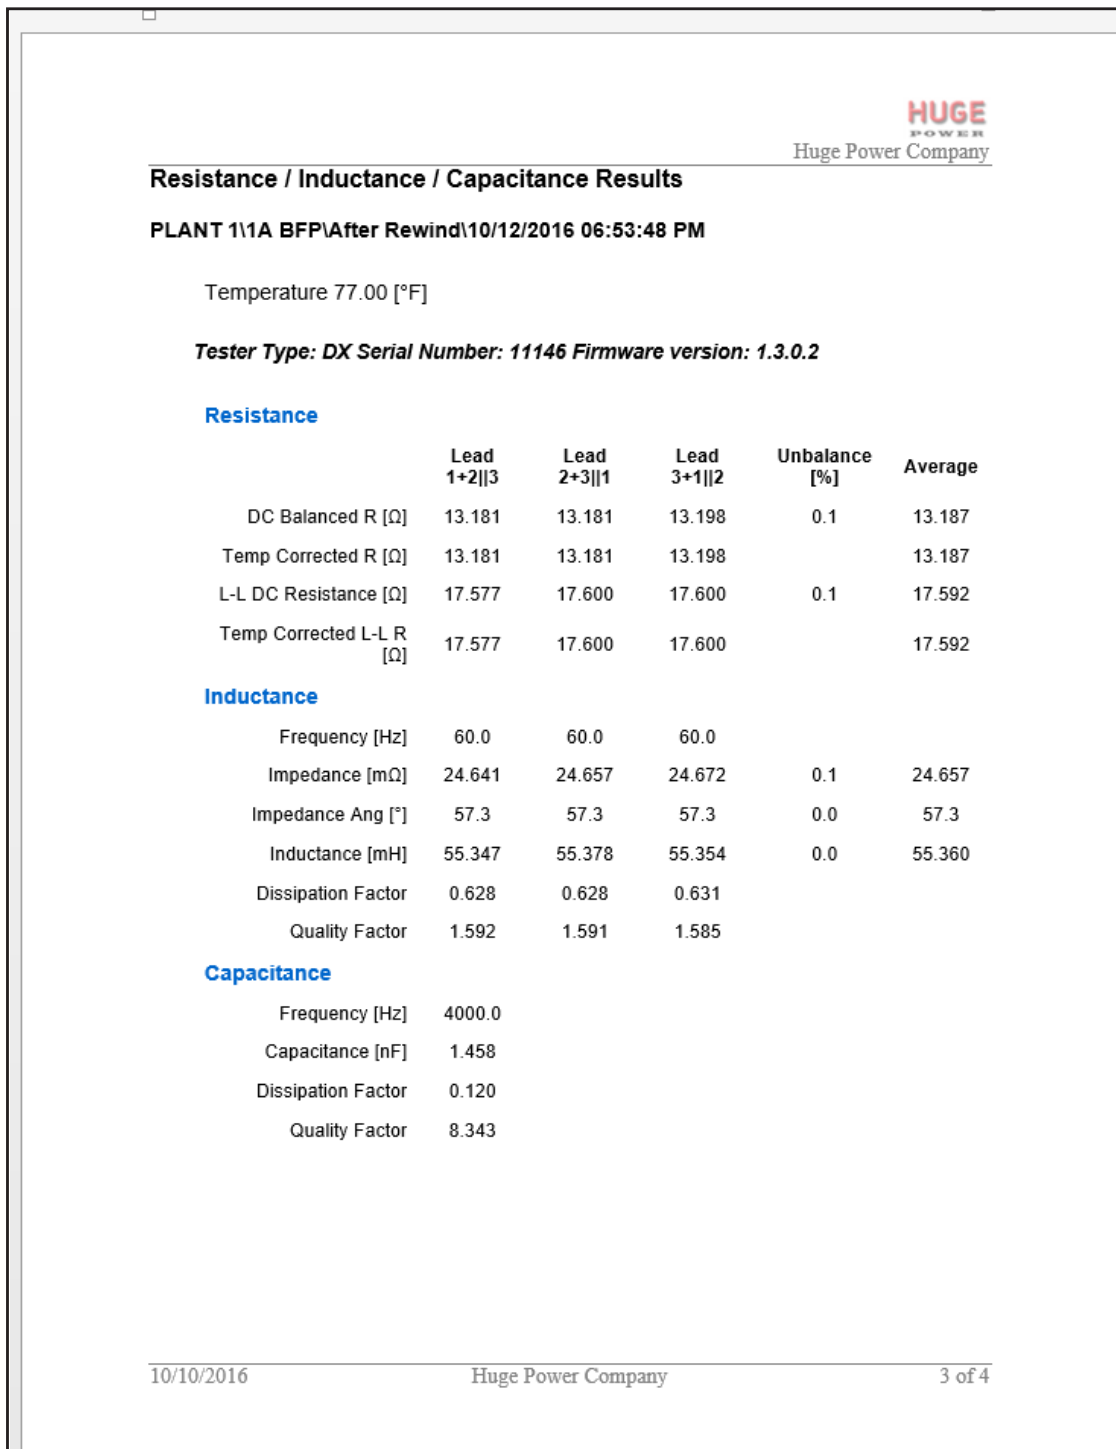 HUGE
POWER
Huge Power Company
Resistance / Inductance / Capacitance Results
PLANT 1\1A BFP\After Rewind\10/12/2016 06:53:48 PM
Temperature 77.00 [°F]
Tester Type: DX Serial Number: 11146 Firmware version: 1.3.0.2
Resistance
Lead 1+2||3 Lead 2+3||1 Lead 3+1||2 Unbalance [%] Average
DC Balanced R [Ω] 13.181 13.181 13.198 0.1 13.187
Temp Corrected R [Ω] 13.181 13.181 13.198 13.187
L-L DC Resistance [Ω] 17.577 17.600 17.600 0.1 17.592
Temp Corrected L-L R [Ω] 17.577 17.600 17.600 17.592
Inductance
Frequency [Hz] 60.0 60.0 60.0
Impedance [mΩ] 24.641 24.657 24.672 0.1 24.657
Impedance Ang [°] 57.3 57.3 57.3 0.0 57.3
Inductance [mH] 55.347 55.378 55.354 0.0 55.360
Dissipation Factor 0.628 0.628 0.631
Quality Factor 1.592 1.591 1.585
Capacitance
Frequency [Hz] 4000.0
Capacitance [nF] 1.458
Dissipation Factor 0.120
Quality Factor 8.343
10/10/2016 Huge Power Company 3 of 4